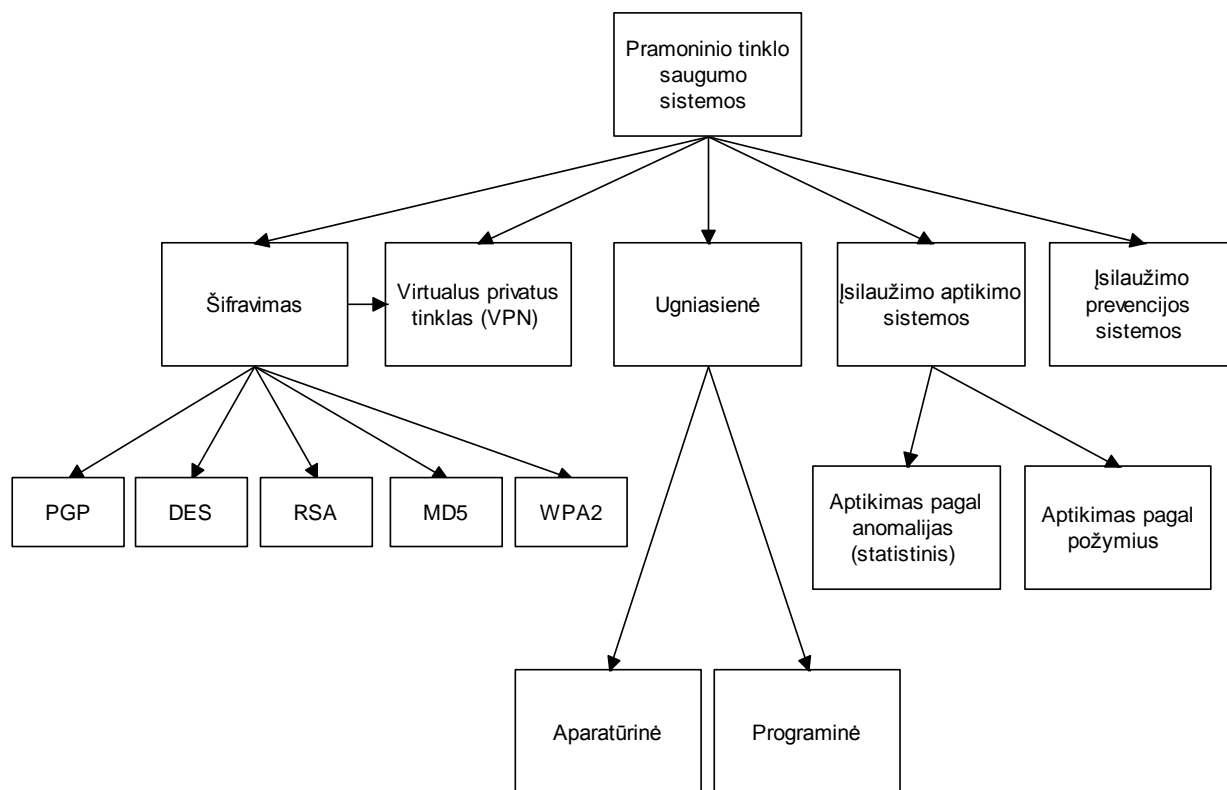 Pramoninio tinklo
saugumo
sistemos
Šifravimas
Virtualus privatus
tinklas (VPN)
Ugniasienė
Įsilaužimo aptikimo
sistemos
Įsilaužimo
prevencijos
sistemos
PGP
DES
RSA
MD5
WPA2
Aptikimas pagal
anomalijas
(statistinis)
Aptikimas pagal
požymius
Aparatūrinė
Programinė